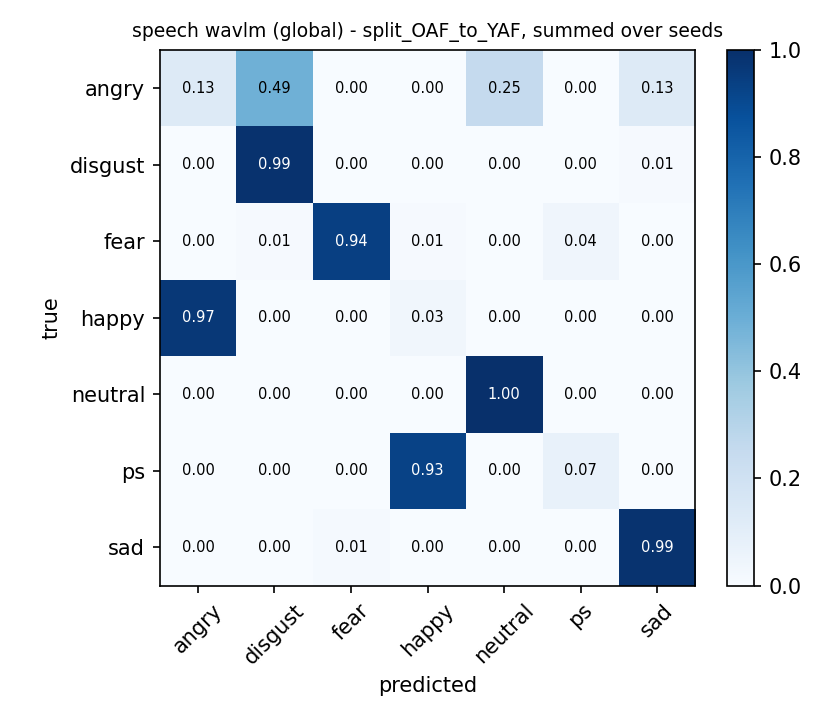 speech wavlm (global) - split_OAF_to_YAF, summed over seeds
true
angry 0.13 0.49 0.00 0.00 0.25 0.00 0.13
disgust 0.00 0.99 0.00 0.00 0.00 0.00 0.01
fear 0.00 0.01 0.94 0.01 0.00 0.04 0.00
happy 0.97 0.00 0.00 0.03 0.00 0.00 0.00
neutral 0.00 0.00 0.00 0.00 1.00 0.00 0.00
ps 0.00 0.00 0.00 0.93 0.00 0.07 0.00
sad 0.00 0.00 0.01 0.00 0.00 0.00 0.99
angry disgust fear happy neutral ps sad
predicted
1.0
0.8
0.6
0.4
0.2
0.0